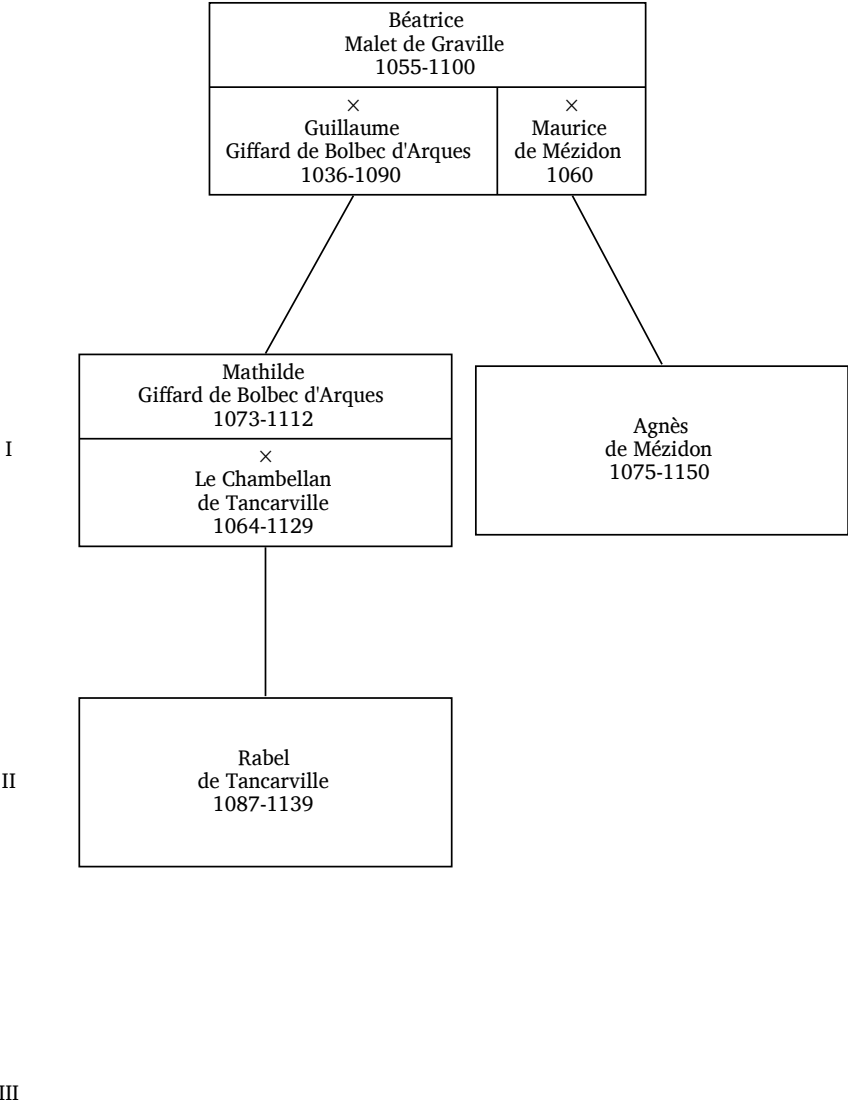 Béatrice
Malet de Graville
1055-1100
×
Guillaume
Giffard de Bolbec d'Arques
1036-1090
×
Maurice
de Mézidon
1060
I
Mathilde
Giffard de Bolbec d'Arques
1073-1112
×
Le Chambellan
de Tancarville
1064-1129
Agnès
de Mézidon
1075-1150
II
Rabel
de Tancarville
1087-1139
III